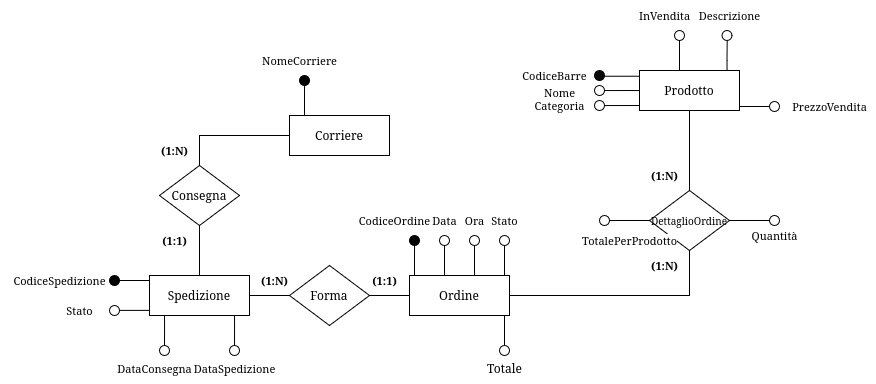 InVendita Descrizione
NomeCorriere
CodiceBarre
Nome
Categoria
Prodotto
PrezzoVendita
Corriere
(1:N)
(1:N)
Consegna
DettaglioOrdine
CodiceOrdine Data Ora Stato
TotalePerProdotto
Quantità
(1:1)
(1:N)
CodiceSpedizione
(1:N)
(1:1)
Spedizione
Forma
Ordine
Stato
DataConsegna DataSpedizione
Totale